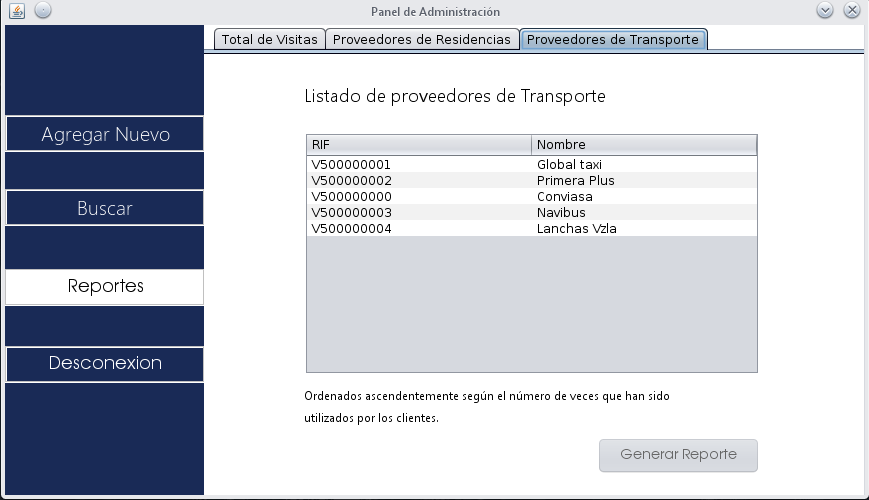 Panel de Administración
Total de Visitas Proveedores de Residencias Proveedores de Transporte
Agregar Nuevo
Buscar
Reportes
Desconexion
Listado de proveedores de Transporte
RIF Nombre
V500000001 Global taxi
V500000002 Primera Plus
V500000000 Conviasa
V500000003 Navibus
V500000004 Lanchas Vzla
Ordenados ascendentemente según el número de veces que han sido
utilizados por los clientes.
Generar Reporte